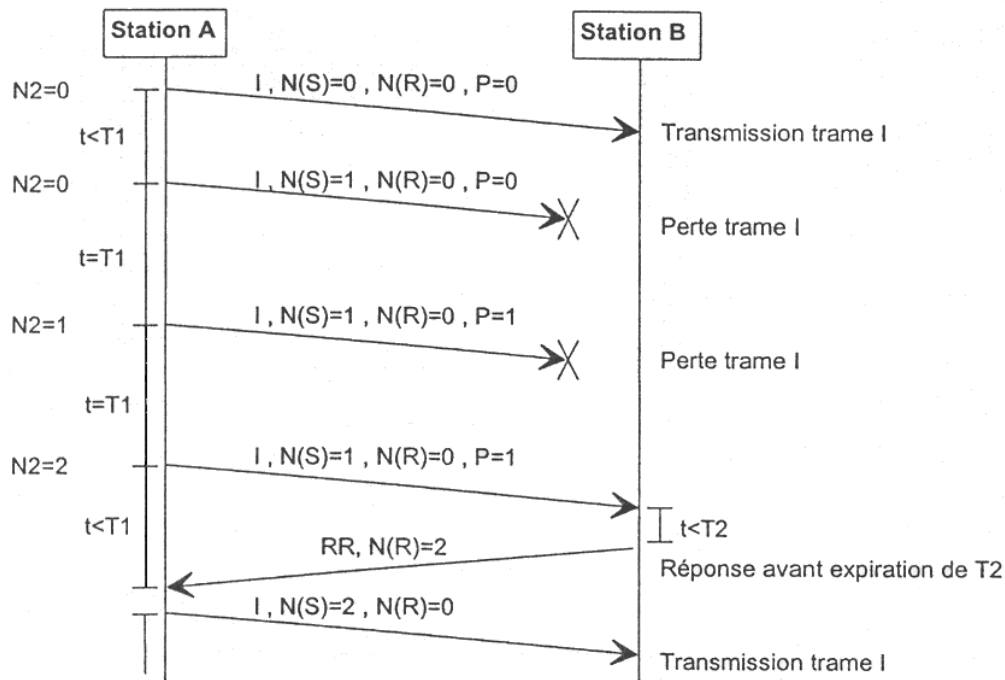 Station A
Station B
N2=0
I , N(S)=0 , N(R)=0 , P=0
t<T1
Transmission trame I
N2=0
I , N(S)=1 , N(R)=0 , P=0
Perte trame I
t=T1
N2=1
I , N(S)=1 , N(R)=0 , P=1
Perte trame I
t=T1
N2=2
I , N(S)=1 , N(R)=0 , P=1
t<T1
t<T2
RR, N(R)=2
Réponse avant expiration de T2
I , N(S)=2 , N(R)=0
Transmission trame I